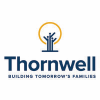 Thornwell
BUILDING TOMORROW'S FAMILIES